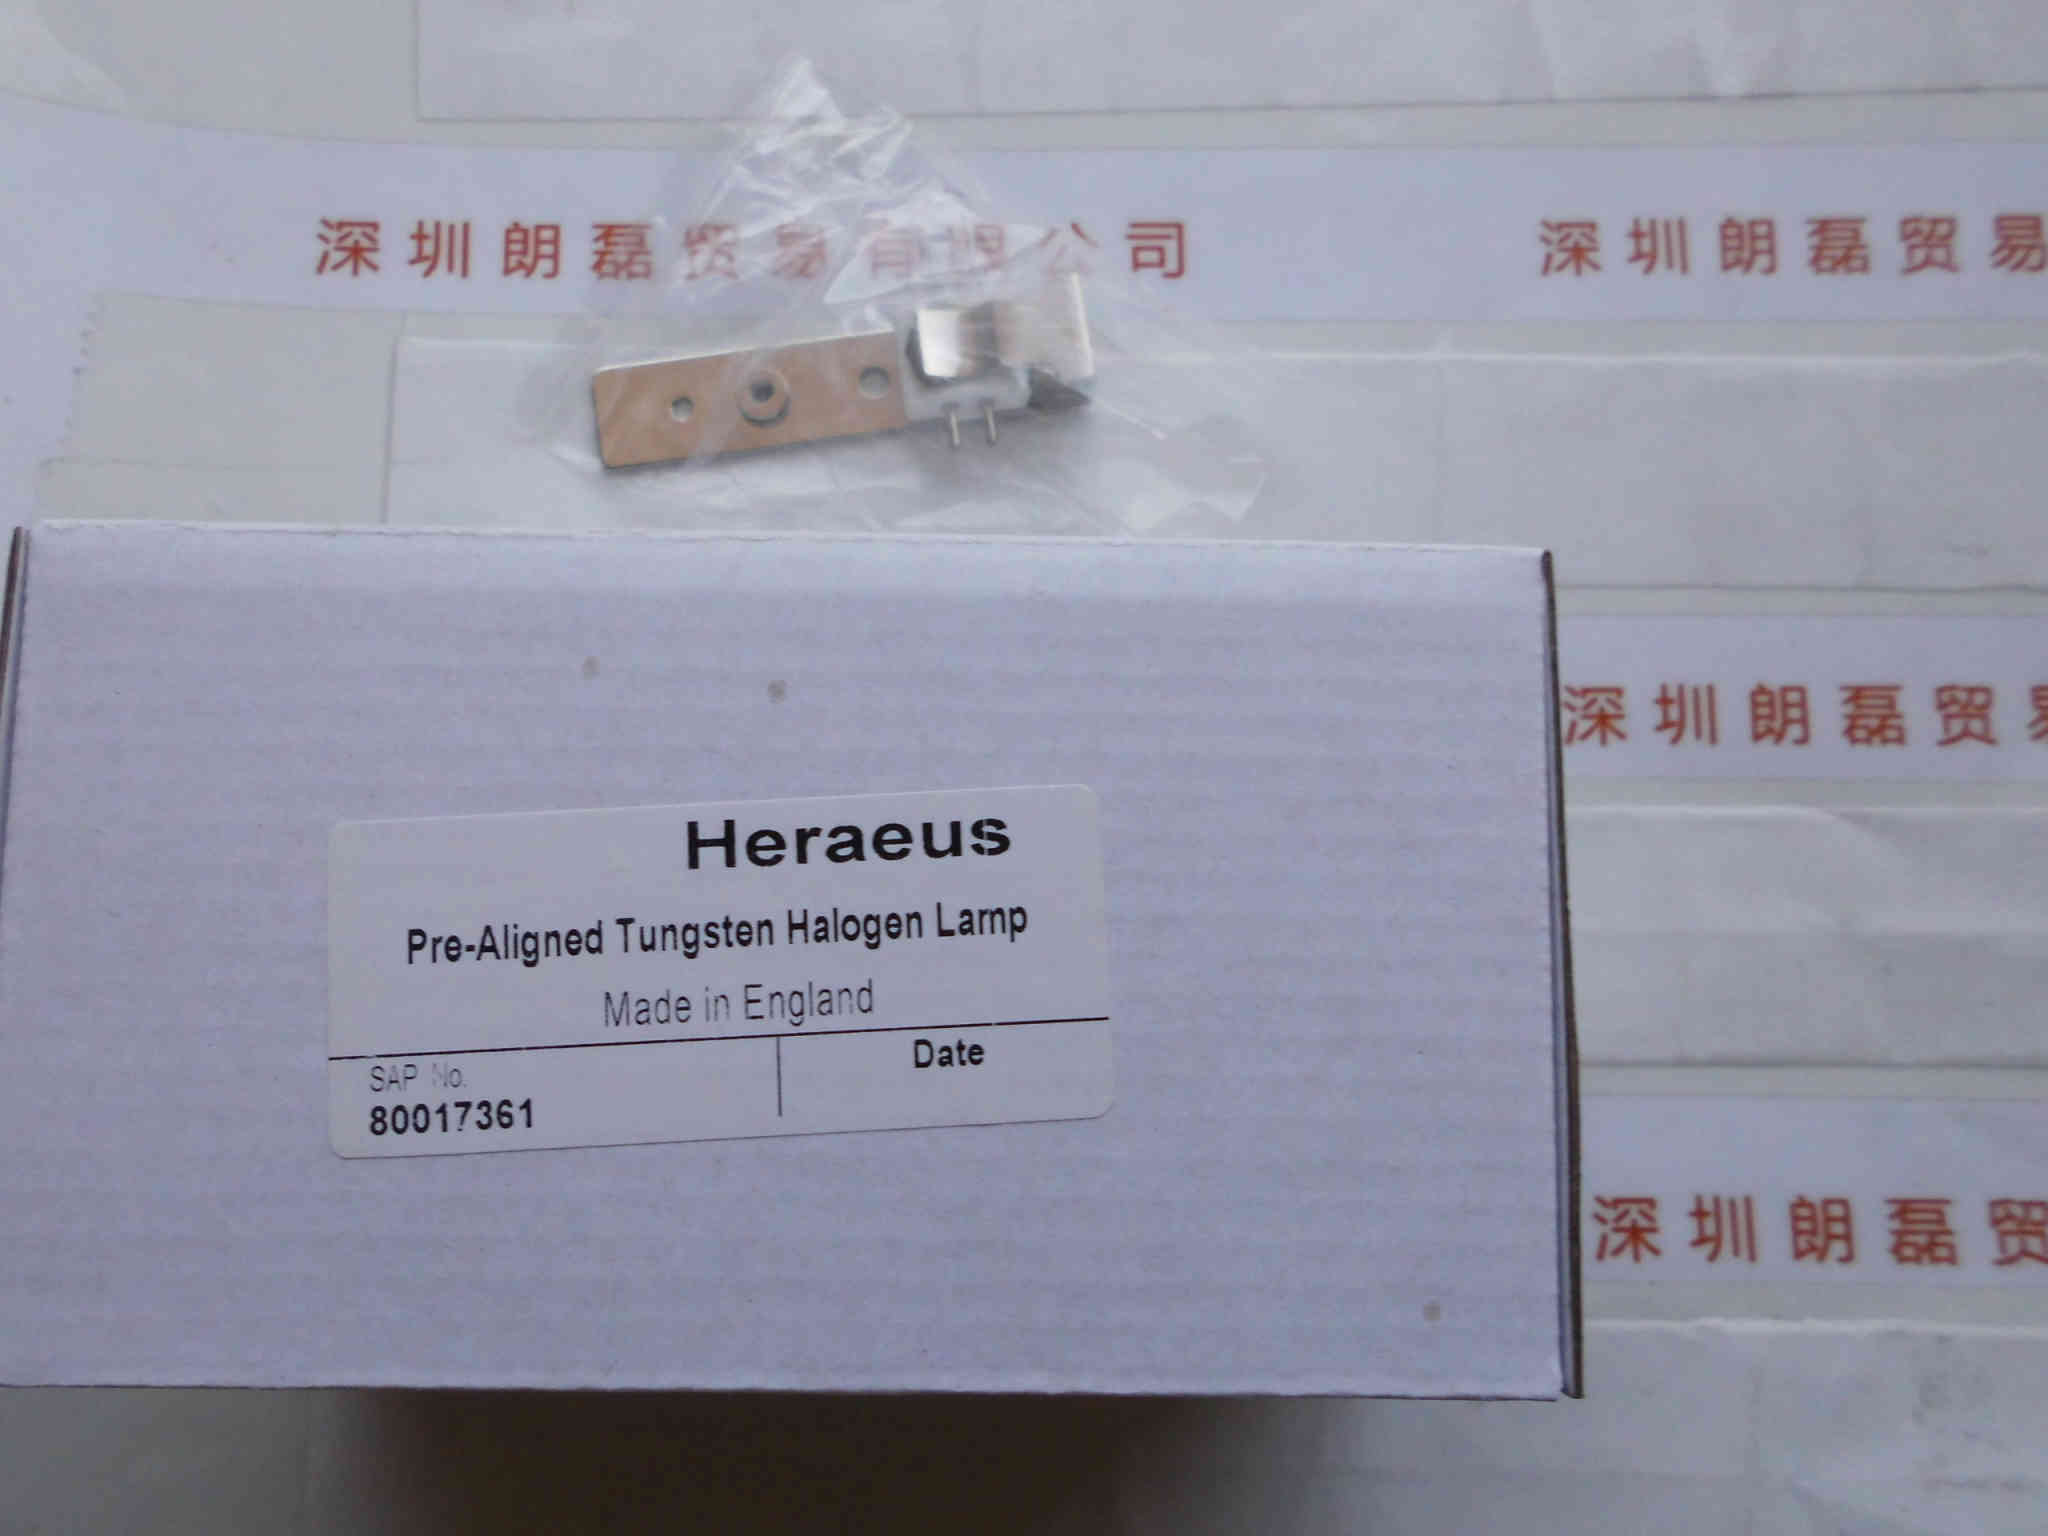 深圳朗磊贸易有限公司
深圳朗磊贸易
深圳朗磊贸易
Heraeus
Pre-Aligned Tungsten Halogen Lamp
Made in England
SAP No.
Date
80017361
深圳朗磊贸